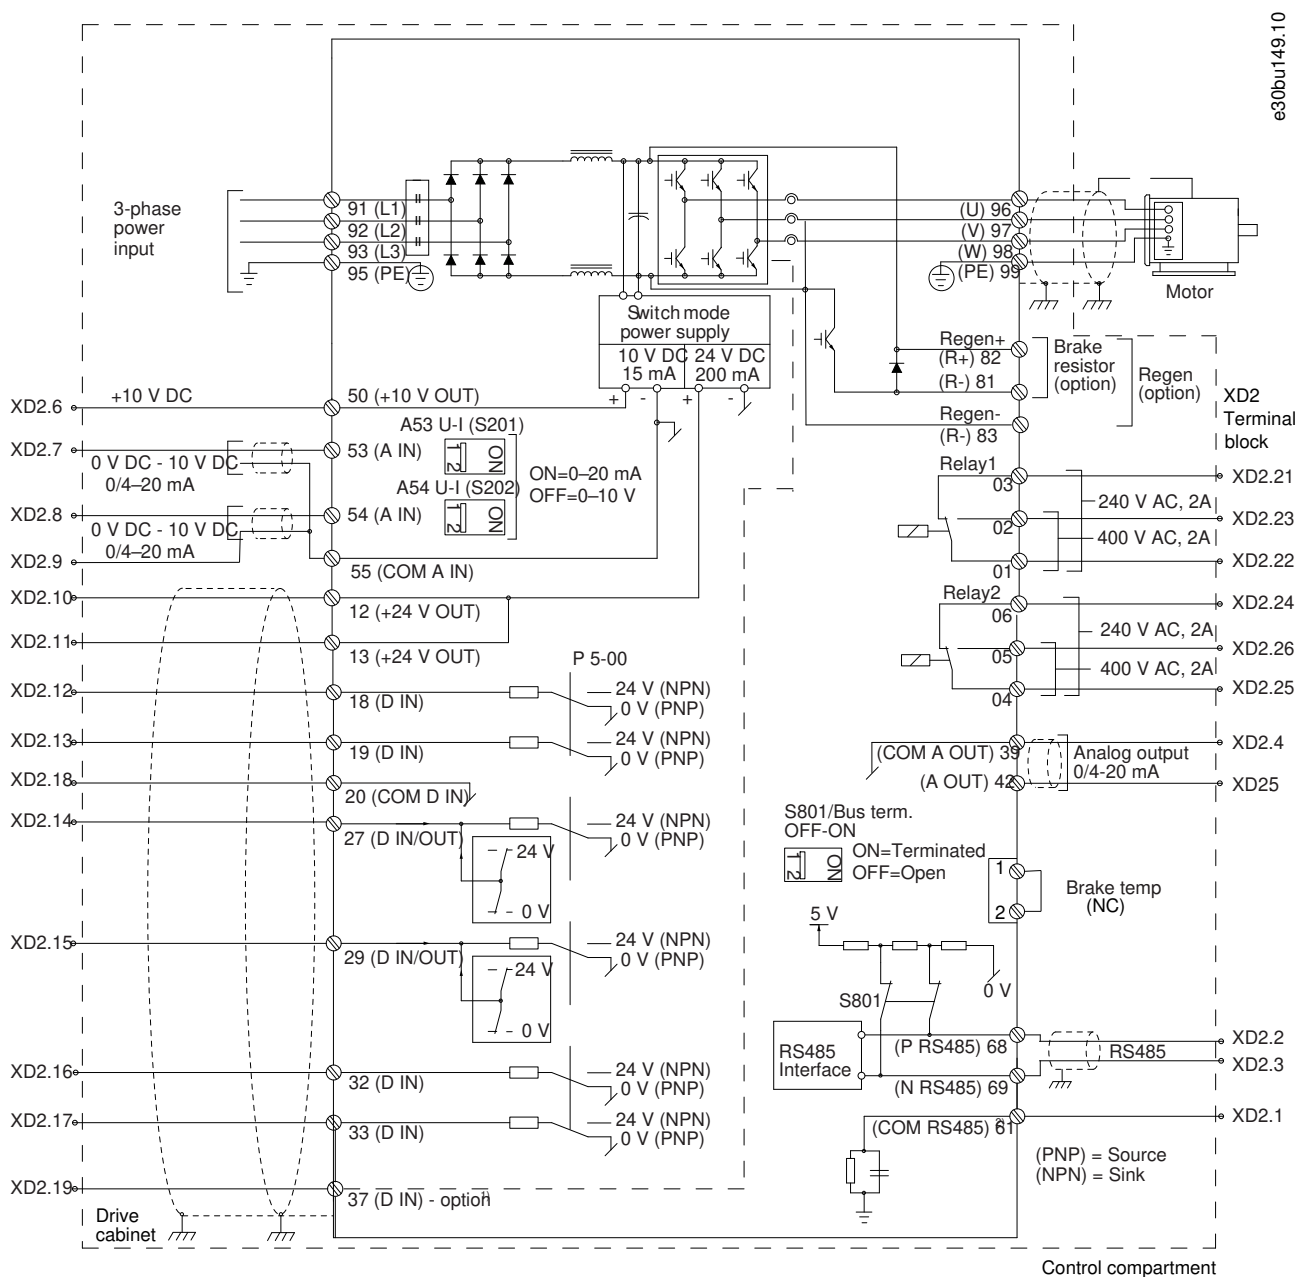 e30bu149.10
3-phase
power
input
91 (L1)
92 (L2)
93 (L3)
95 (PE)
(U) 96
(V) 97
(W) 98
(PE) 99
Motor
Switch mode
power supply
10 V DC
15 mA
24 V DC
200 mA
+ - + -
Regen+
(R+) 82
(R-) 81
Regen-
(R-) 83
Brake
resistor
(option)
Regen
(option)
XD2
Terminal
block
XD2.6
+10 V DC
50 (+10 V OUT)
XD2.7
0 V DC - 10 V DC
0/4–20 mA
53 (A IN)
A53 U-I (S201)
1 2
ON
A54 U-I (S202)
1 2
ON
ON=0–20 mA
OFF=0–10 V
XD2.8
0 V DC - 10 V DC
0/4–20 mA
54 (A IN)
XD2.9
55 (COM A IN)
XD2.10
12 (+24 V OUT)
XD2.11
13 (+24 V OUT)
P 5-00
XD2.12
18 (D IN)
24 V (NPN)
0 V (PNP)
XD2.13
19 (D IN)
24 V (NPN)
0 V (PNP)
XD2.18
20 (COM D IN)
XD2.14
27 (D IN/OUT)
24 V (NPN)
0 V (PNP)
24 V
0 V
XD2.15
29 (D IN/OUT)
24 V (NPN)
0 V (PNP)
24 V
0 V
XD2.16
32 (D IN)
24 V (NPN)
0 V (PNP)
XD2.17
33 (D IN)
24 V (NPN)
0 V (PNP)
XD2.19
37 (D IN) - option 1)
Drive
cabinet
Relay1
03
02
01
240 V AC, 2A
400 V AC, 2A
XD2.21
XD2.23
XD2.22
Relay2
06
05
04
240 V AC, 2A
400 V AC, 2A
XD2.24
XD2.26
XD2.25
(COM A OUT) 39
(A OUT) 42
Analog output
0/4-20 mA
XD2.4
XD25
S801/Bus term.
OFF-ON
1 2
ON
ON=Terminated
OFF=Open
1
2
Brake temp
(NC)
5 V
0 V
S801
RS485
Interface
(P RS485) 68
(N RS485) 69
RS485
XD2.2
XD2.3
(COM RS485) 61
XD2.1
(PNP) = Source
(NPN) = Sink
Control compartment